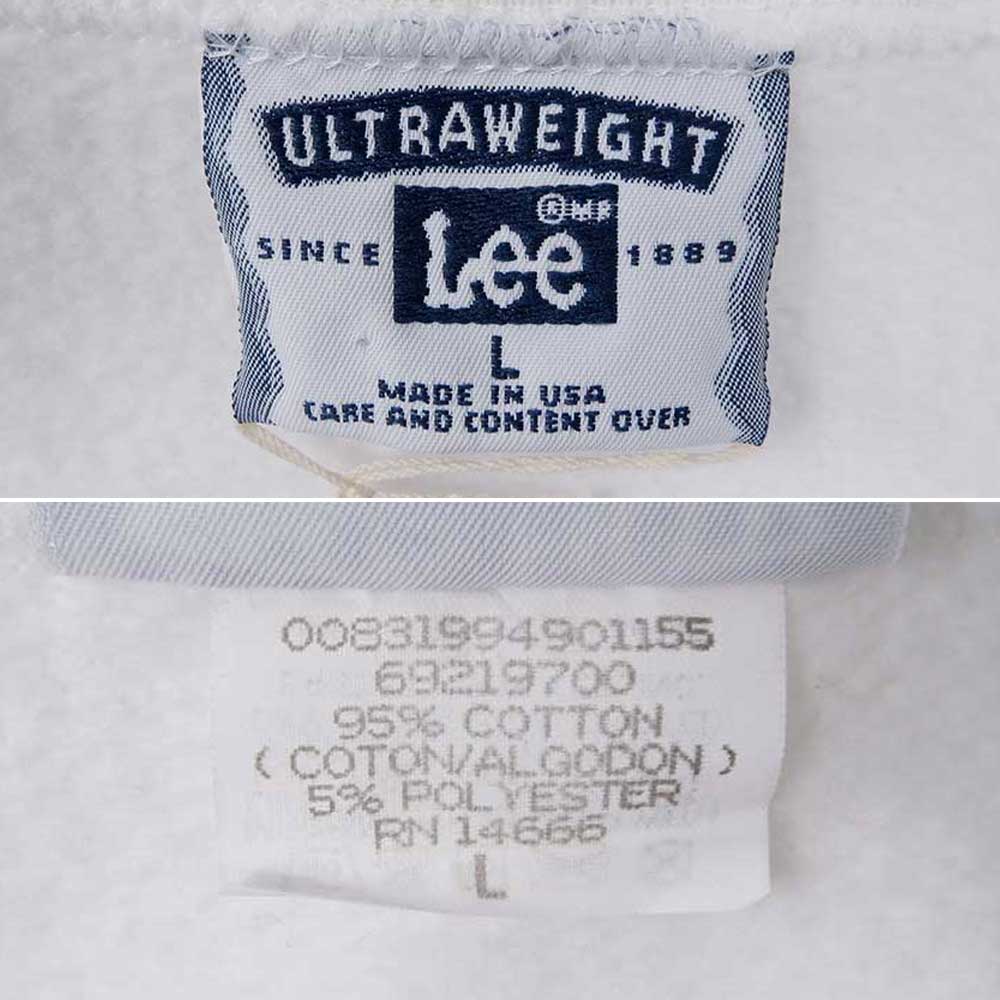 ULTRAWEIGHT
® MR
SINCE Lee 1889
L
MADE IN USA
CARE AND CONTENT OVER
00831994901155
69219700
95% COTTON
( COTON/ALGODON )
5% POLYESTER
RN 14666
L